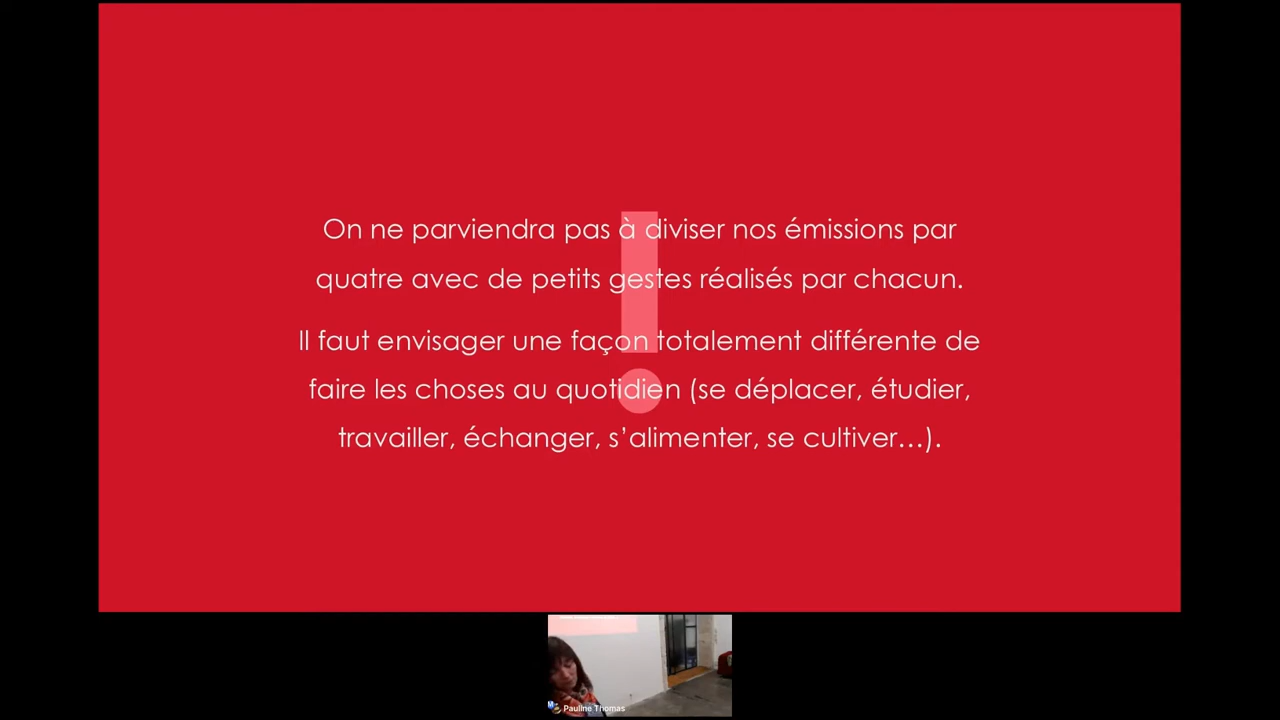 On ne parviendra pas à diviser nos émissions par
quatre avec de petits gestes réalisés par chacun.
Il faut envisager une façon totalement différente de
faire les choses au quotidien (se déplacer, étudier,
travailler, échanger, s’alimenter, se cultiver…).
Pauline Thomas